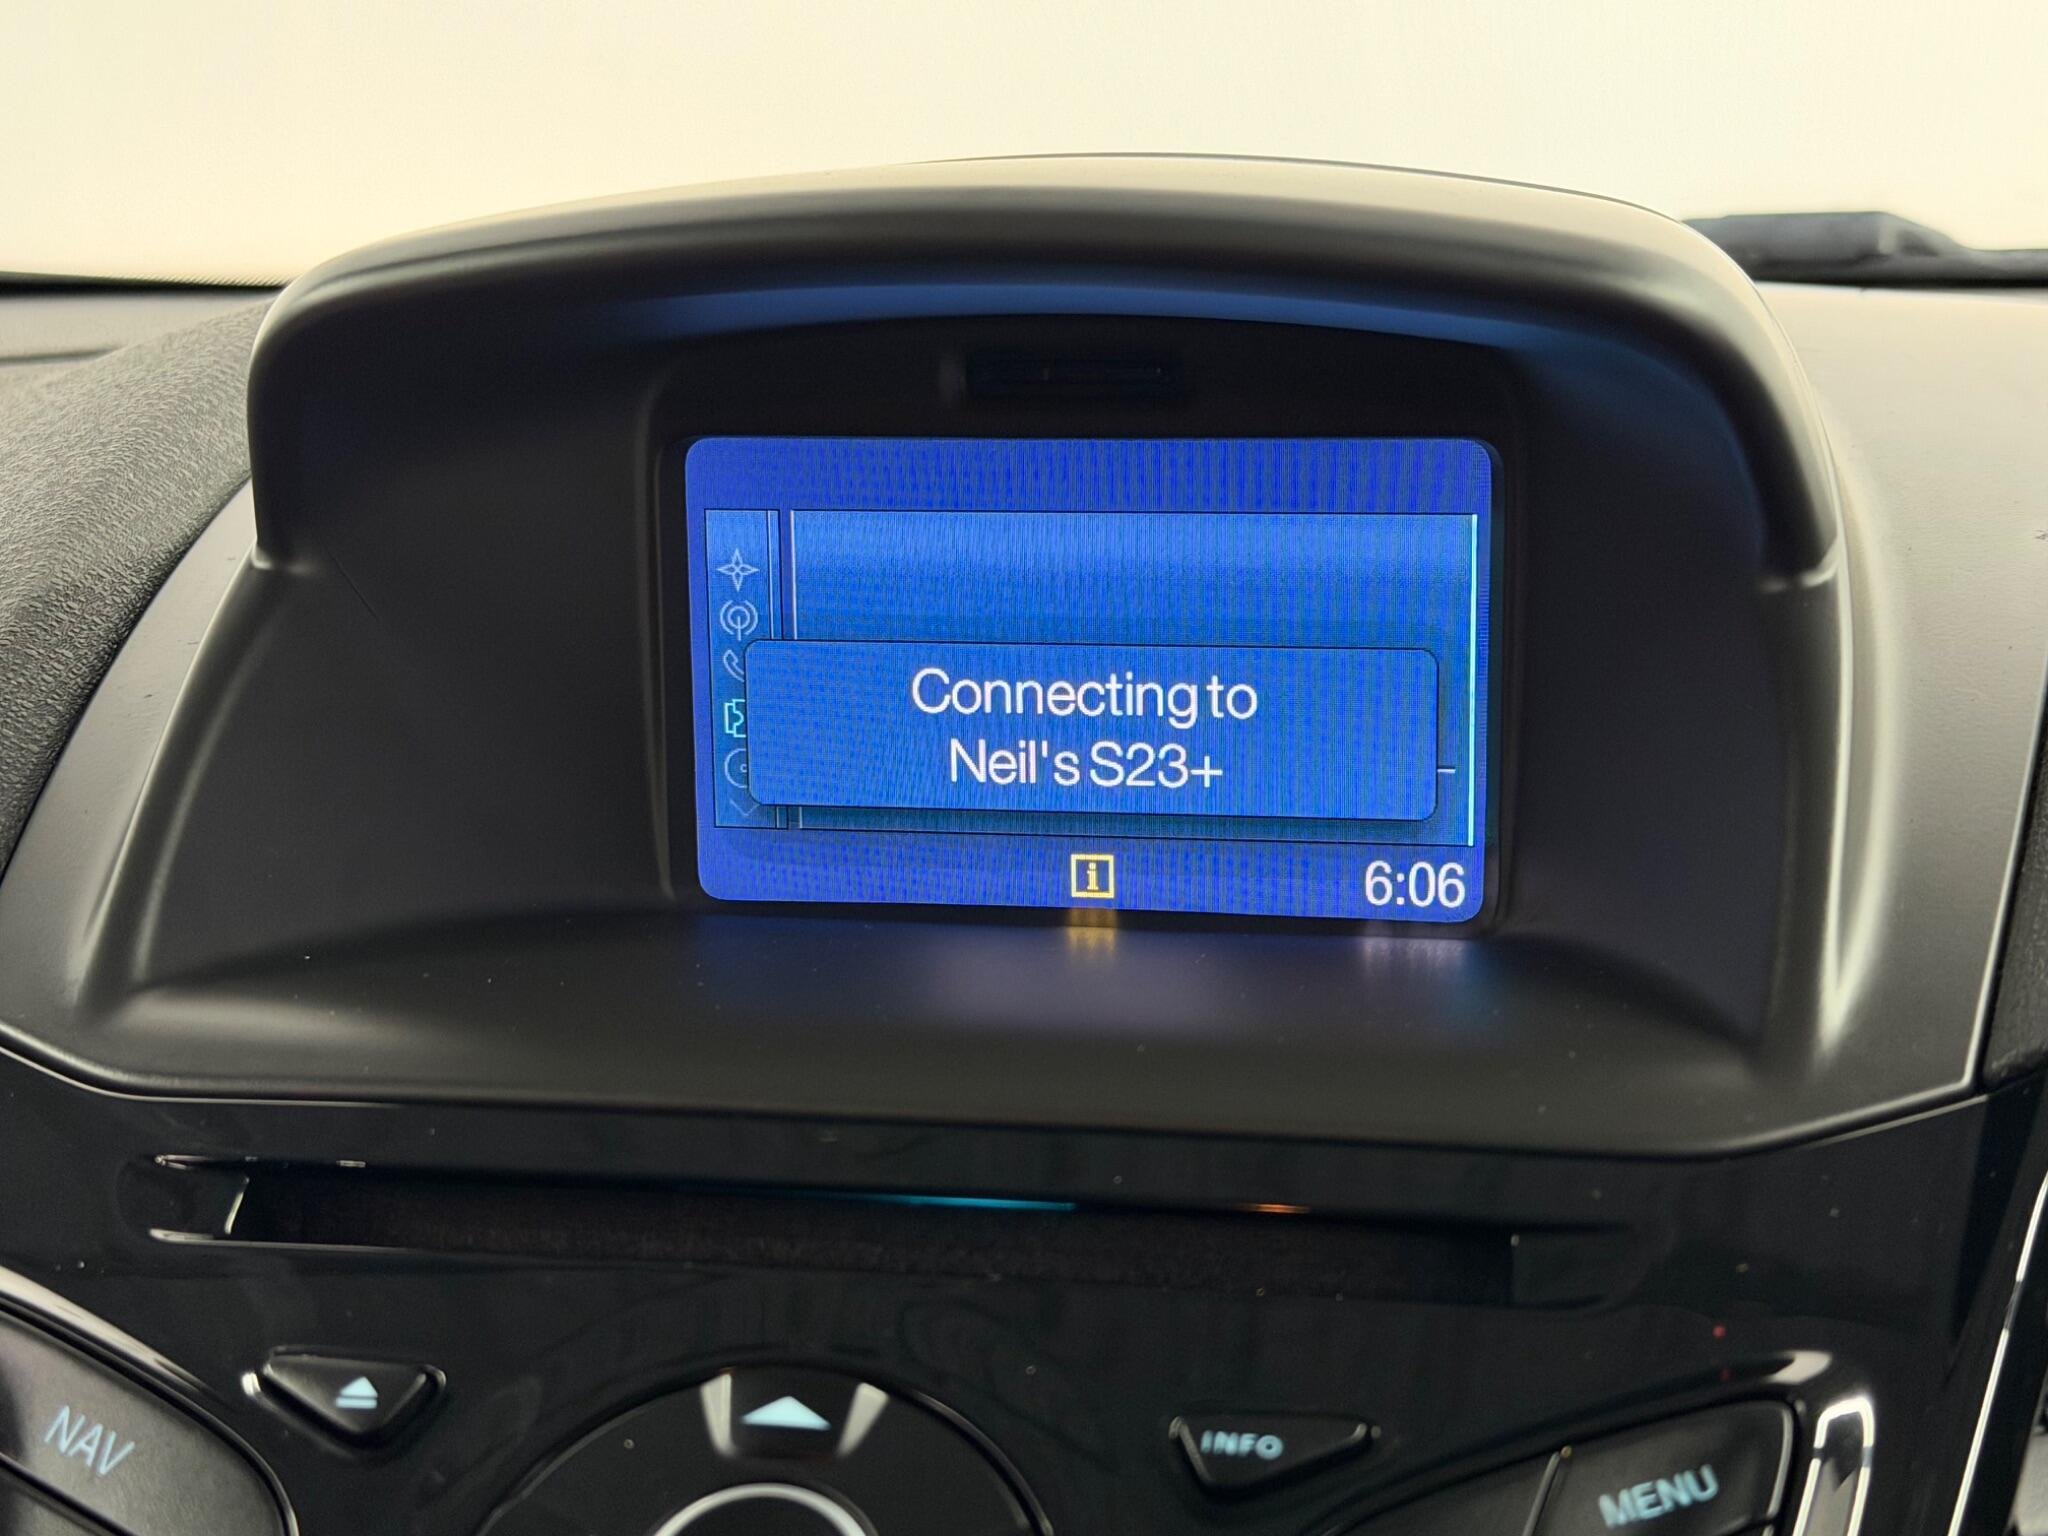 Connecting to
Neil's S23+
i
6:06
NAV
INFO
MENU